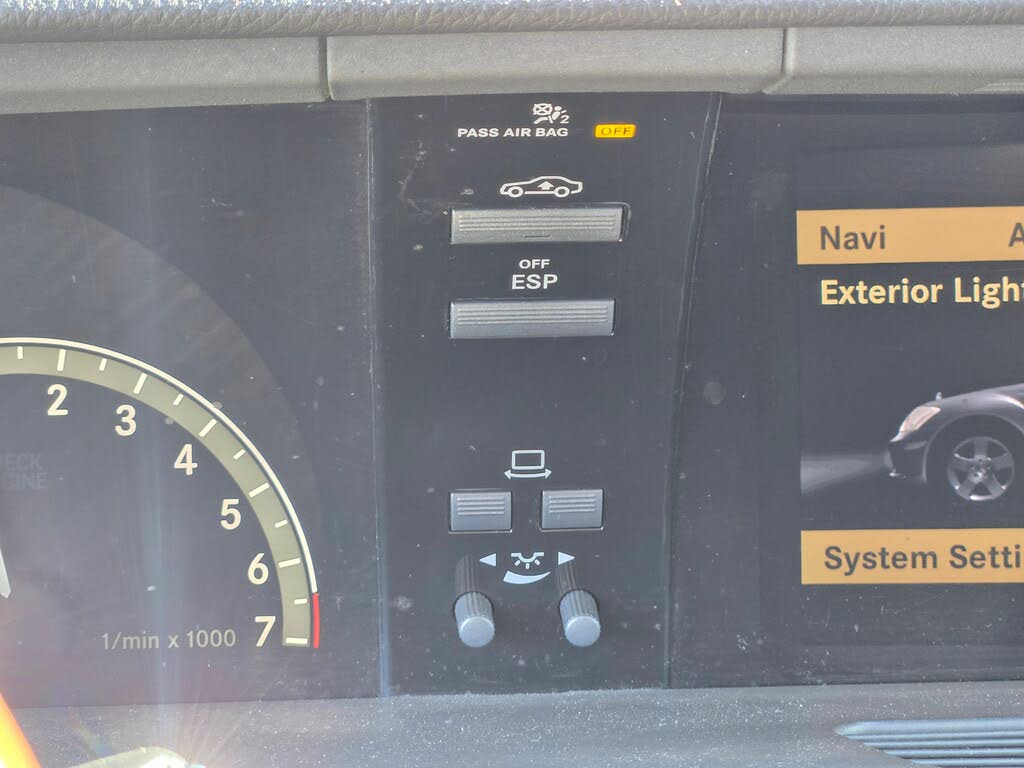 PASS AIR BAG OFF
OFF
ESP
2
3
4
5
6
7
1/min x 1000
Navi A
Exterior Light
System Setti